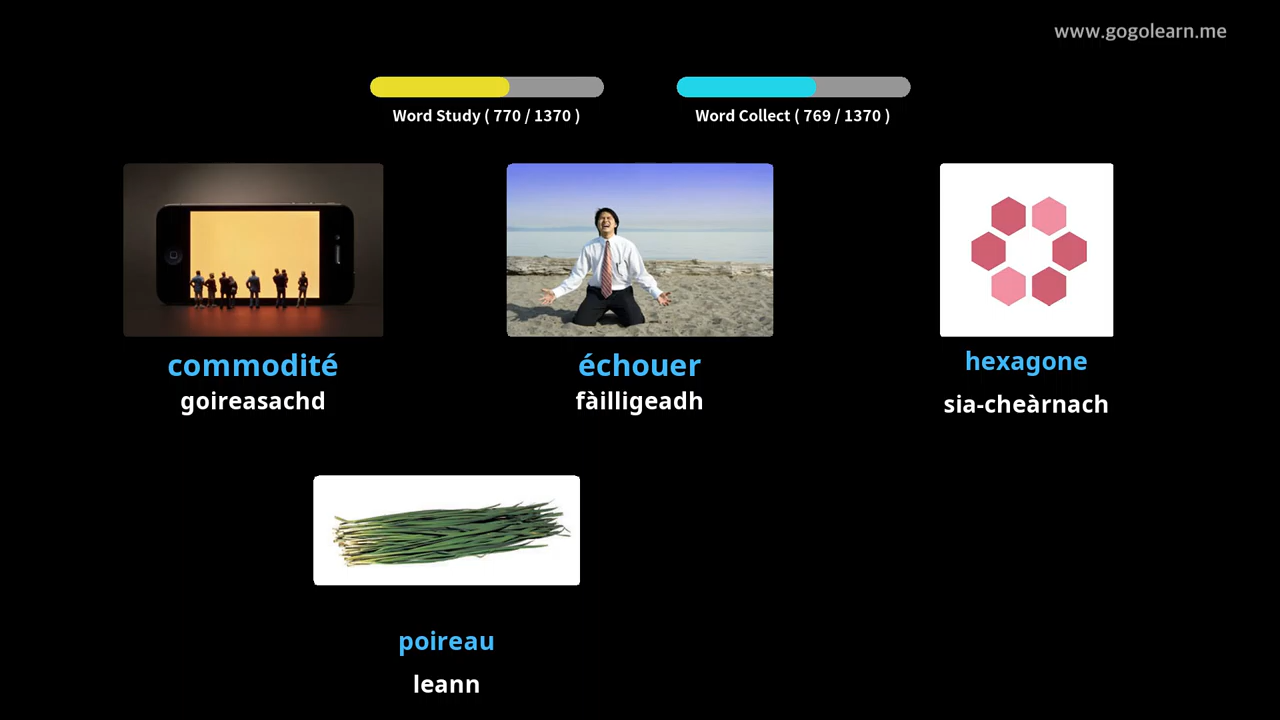 www.gogolearn.me
Word Study ( 770 / 1370 )
Word Collect ( 769 / 1370 )
commodité
goireasachd
échouer
fàilligeadh
hexagone
sia-cheàrnach
poireau
leann